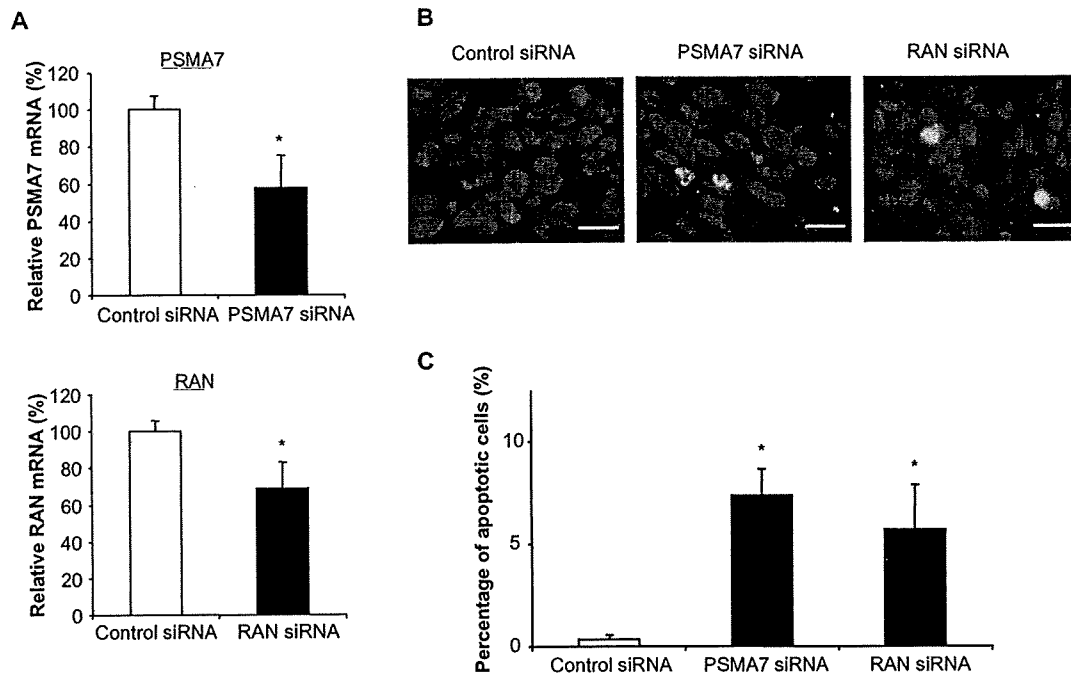 A
PSMA7
Relative PSMA7 mRNA (%)
120
100
80
60
40
20
0
*
Control siRNA
PSMA7 siRNA
RAN
Relative RAN mRNA (%)
120
100
80
60
40
20
0
*
Control siRNA
RAN siRNA
B
Control siRNA
PSMA7 siRNA
RAN siRNA
C
Percentage of apoptotic cells (%)
10
5
0
*
*
Control siRNA
PSMA7 siRNA
RAN siRNA